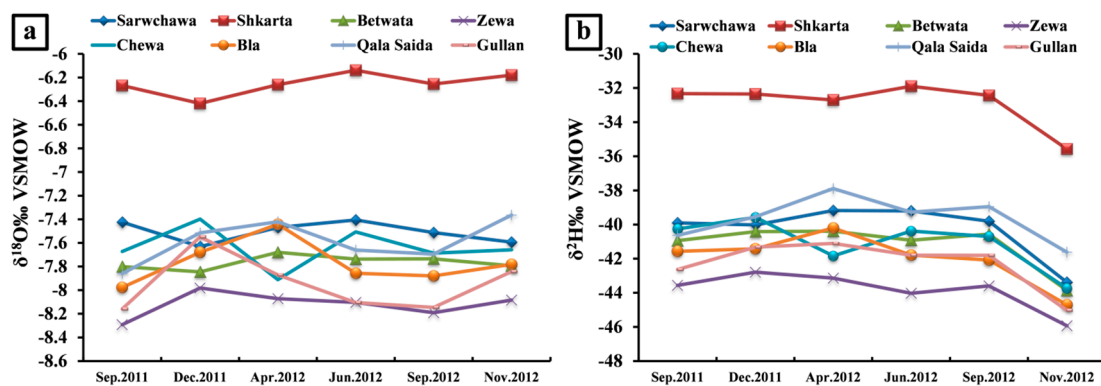 a
Sarwchawa Shkarta Betwata Zewa
Chewa Bla Qala Saida Gullan
-6
-6.2
-6.4
-6.6
-6.8
-7
-7.2
-7.4
-7.6
-7.8
-8
-8.2
-8.4
-8.6
δ¹⁸O‰ VSMOW
Sep.2011 Dec.2011 Apr.2012 Jun.2012 Sep.2012 Nov.2012
b
Sarwchawa Shkarta Betwata Zewa
Chewa Bla Qala Saida Gullan
-30
-32
-34
-36
-38
-40
-42
-44
-46
-48
δ²H‰ VSMOW
Sep.2011 Dec.2011 Apr.2012 Jun.2012 Sep.2012 Nov.2012